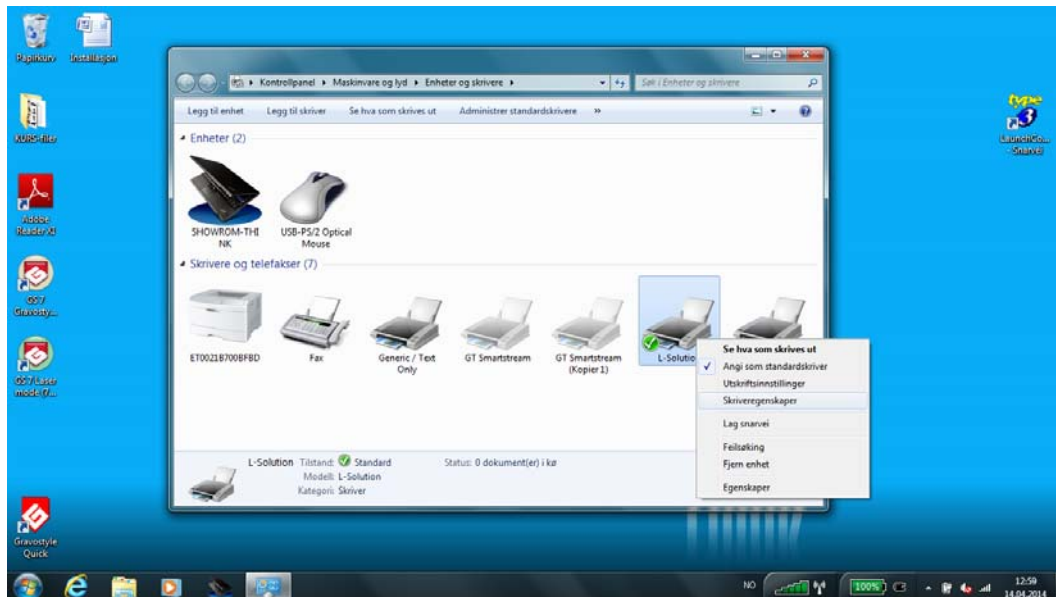 Papirkurv
Installasjon
KURS-filer
Adobe
Reader XI
GS 7
Gravosty...
GS 7 Laser
mode (7...
Gravostyle
Quick
type
3
LaunchCo...
- Snarvei
Kontrollpanel ▸ Maskinvare og lyd ▸ Enheter og skrivere ▸
Søk i Enheter og skrivere
Legg til enhet Legg til skriver Se hva som skrives ut Administrer standardskrivere »
Enheter (2)
SHOWROM-THI
NK
USB-PS/2 Optical
Mouse
Skrivere og telefakser (7)
ET0021B700BFBD
Fax
Generic / Text
Only
GT Smartstream
GT Smartstream
(Kopier 1)
L-Solutio
Se hva som skrives ut
Angi som standardskriver
Utskriftsinnstillinger
Skriveregenskaper
Lag snarvei
Feilsøking
Fjern enhet
Egenskaper
L-Solution Tilstand: Standard Status: 0 dokument(er) i kø
Modell: L-Solution
Kategori: Skriver
NO
100%
12:59
14.04.2014